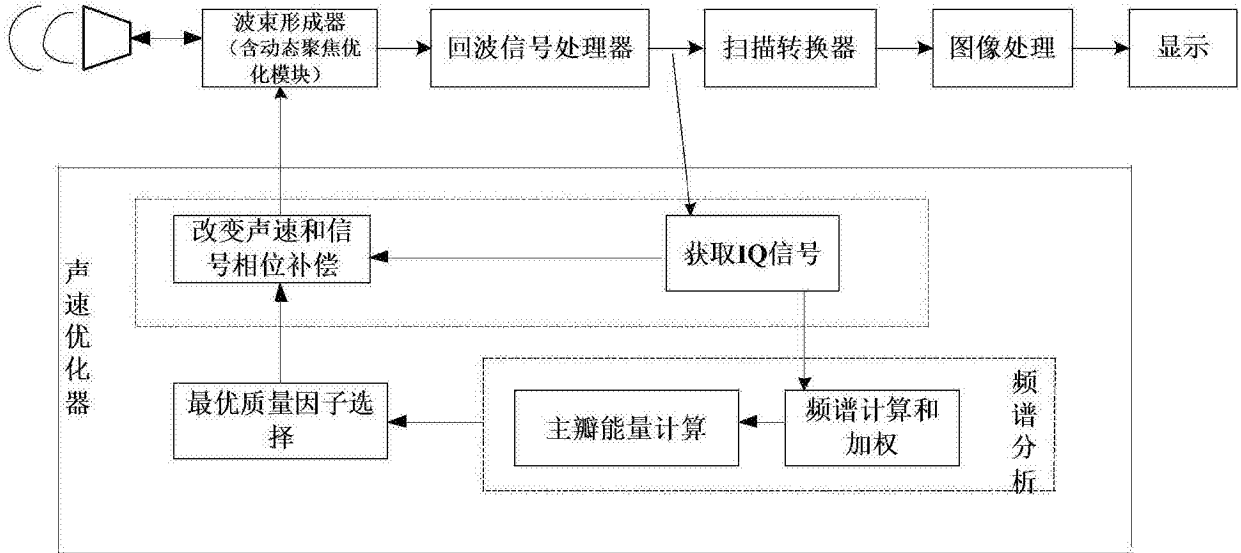 波束形成器
（含动态聚焦优
化模块）
回波信号处理器
扫描转换器
图像处理
显示
改变声速和信
号相位补偿
获取IQ信号
声速优化器
最优质量因子选
择
主瓣能量计算
频谱计算和
加权
频谱分析